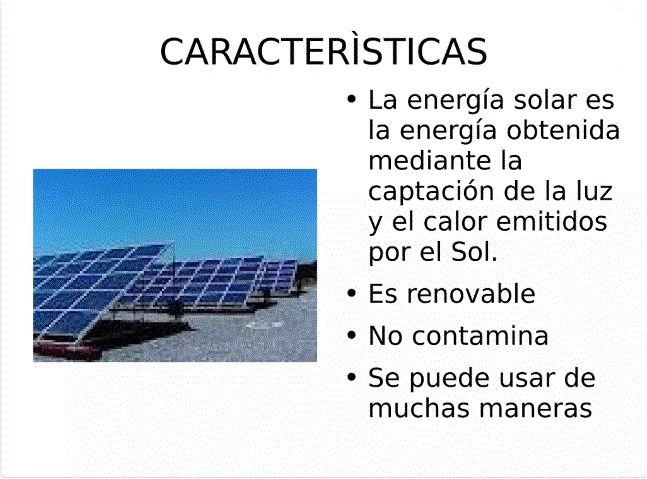 CARACTERÌSTICAS
• La energía solar es
la energía obtenida
mediante la
captación de la luz
y el calor emitidos
por el Sol.
• Es renovable
• No contamina
• Se puede usar de
muchas maneras